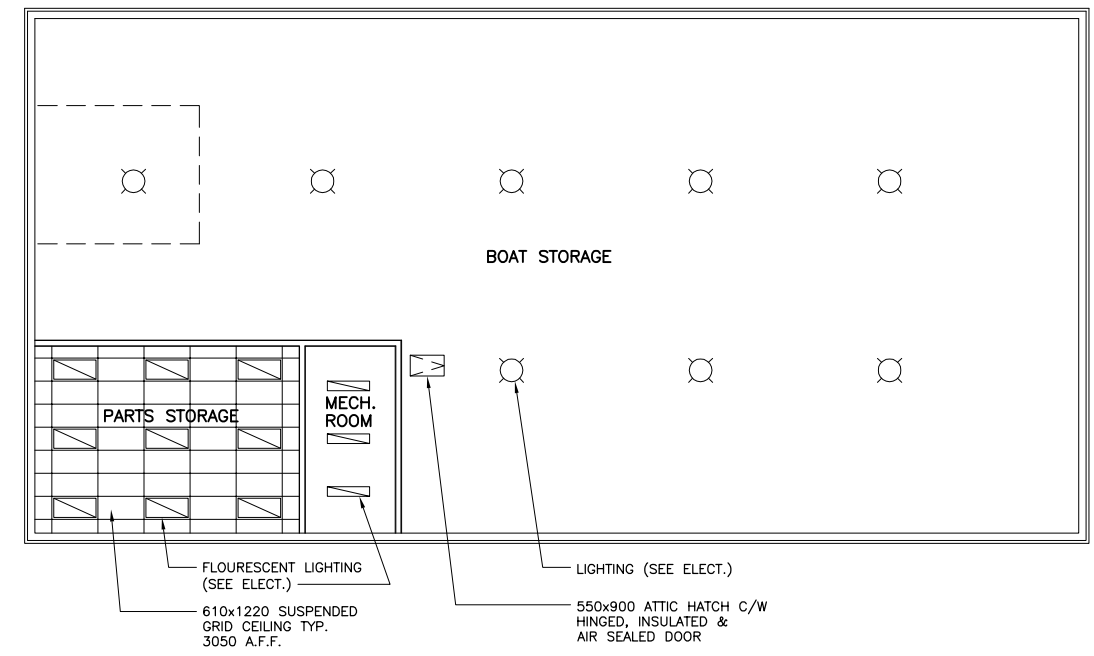 BOAT STORAGE
PARTS STORAGE
MECH.
ROOM
FLOURESCENT LIGHTING
(SEE ELECT.)
610x1220 SUSPENDED
GRID CEILING TYP.
3050 A.F.F.
LIGHTING (SEE ELECT.)
550x900 ATTIC HATCH C/W
HINGED, INSULATED &
AIR SEALED DOOR